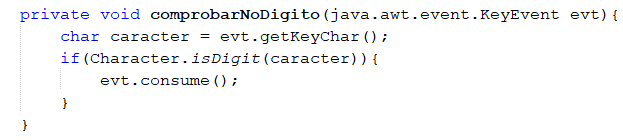 private void comprobarNoDigito(java.awt.event.KeyEvent evt){
    char caracter = evt.getKeyChar();
    if(Character.isDigit(caracter)){
        evt.consume();
    }
}